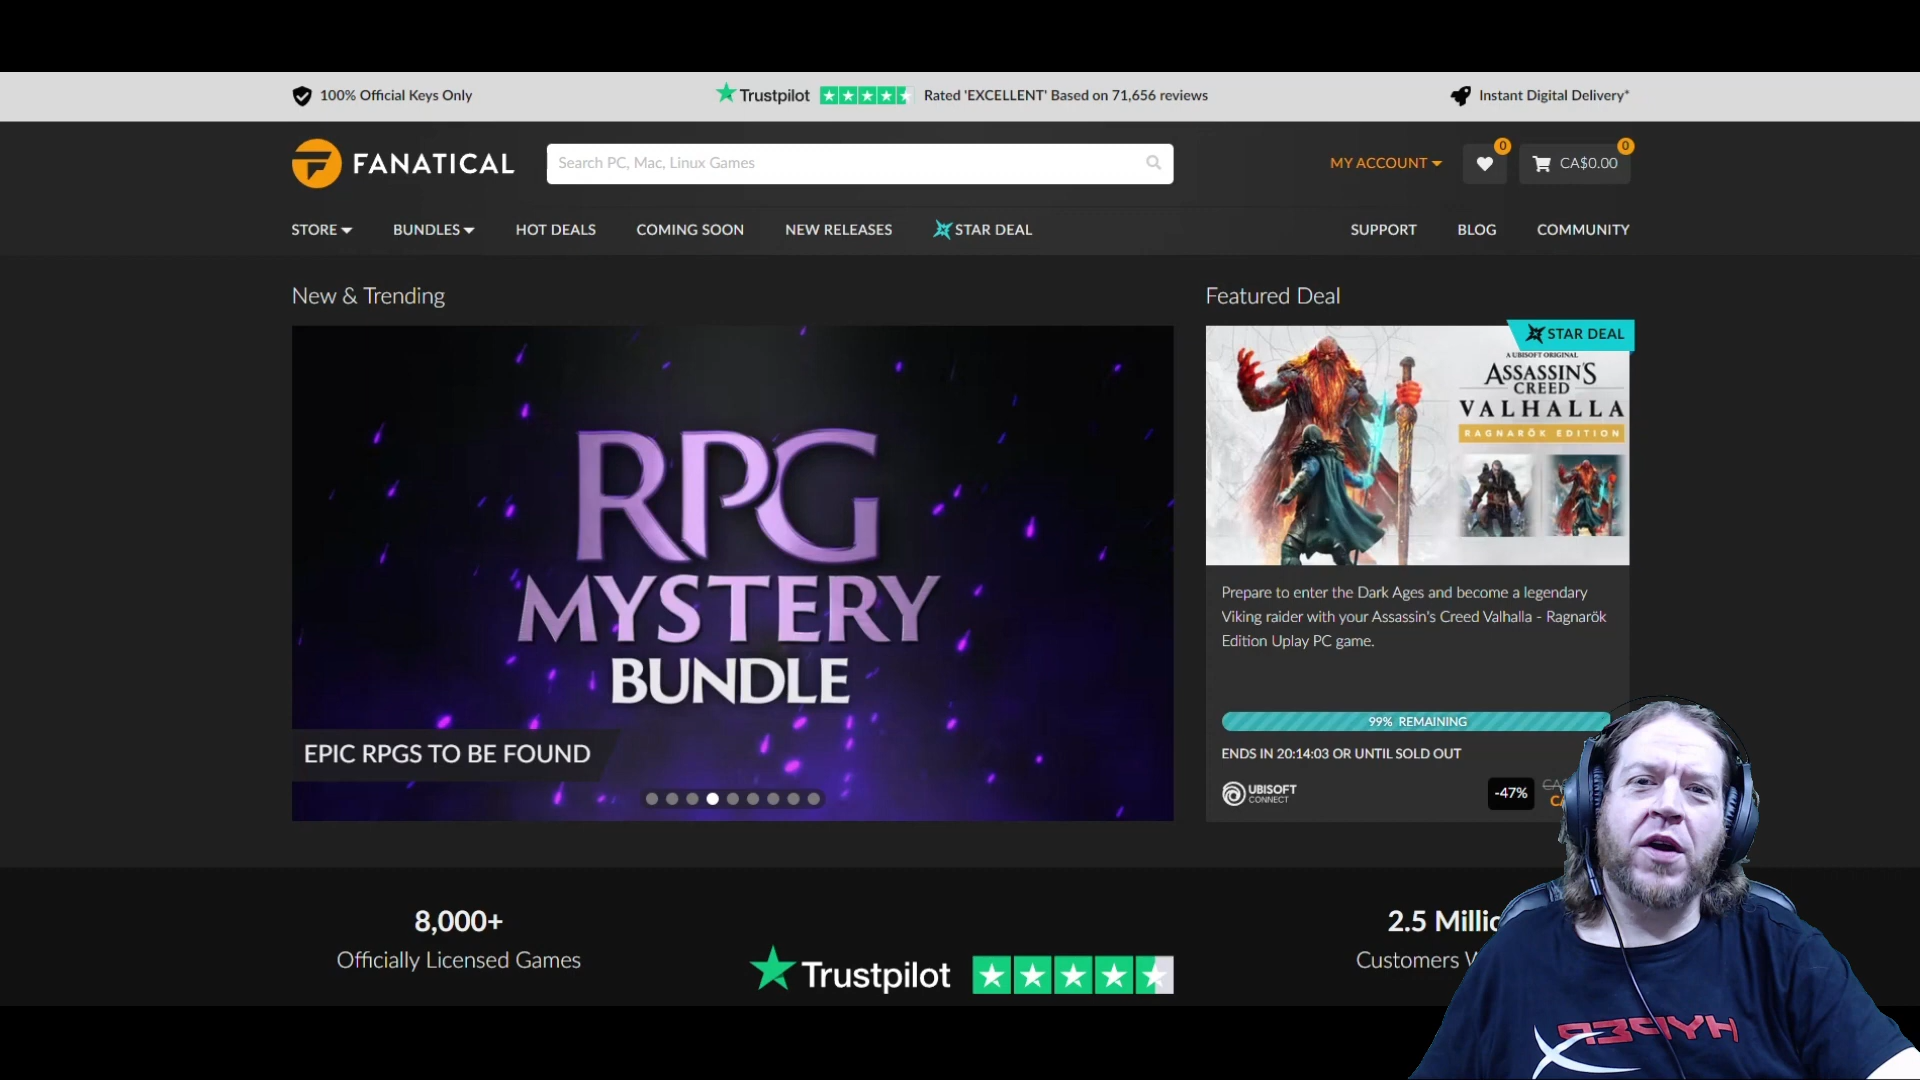 100% Official Keys Only
Trustpilot
Rated 'EXCELLENT' Based on 71,656 reviews
Instant Digital Delivery*
FANATICAL
Search PC, Mac, Linux Games
MY ACCOUNT
0
0
CA$0.00
STORE
BUNDLES
HOT DEALS
COMING SOON
NEW RELEASES
STAR DEAL
SUPPORT
BLOG
COMMUNITY
New & Trending
RPG
MYSTERY
BUNDLE
EPIC RPGS TO BE FOUND
Featured Deal
STAR DEAL
A UBISOFT ORIGINAL
ASSASSIN'S
CREED
VALHALLA
RAGNARÖK EDITION
Prepare to enter the Dark Ages and become a legendary
Viking raider with your Assassin's Creed Valhalla - Ragnarök
Edition Uplay PC game.
99% REMAINING
ENDS IN 20:14:03 OR UNTIL SOLD OUT
UBISOFT
CONNECT
-47%
8,000+
Officially Licensed Games
Trustpilot
2.5
Customers
HYPERX